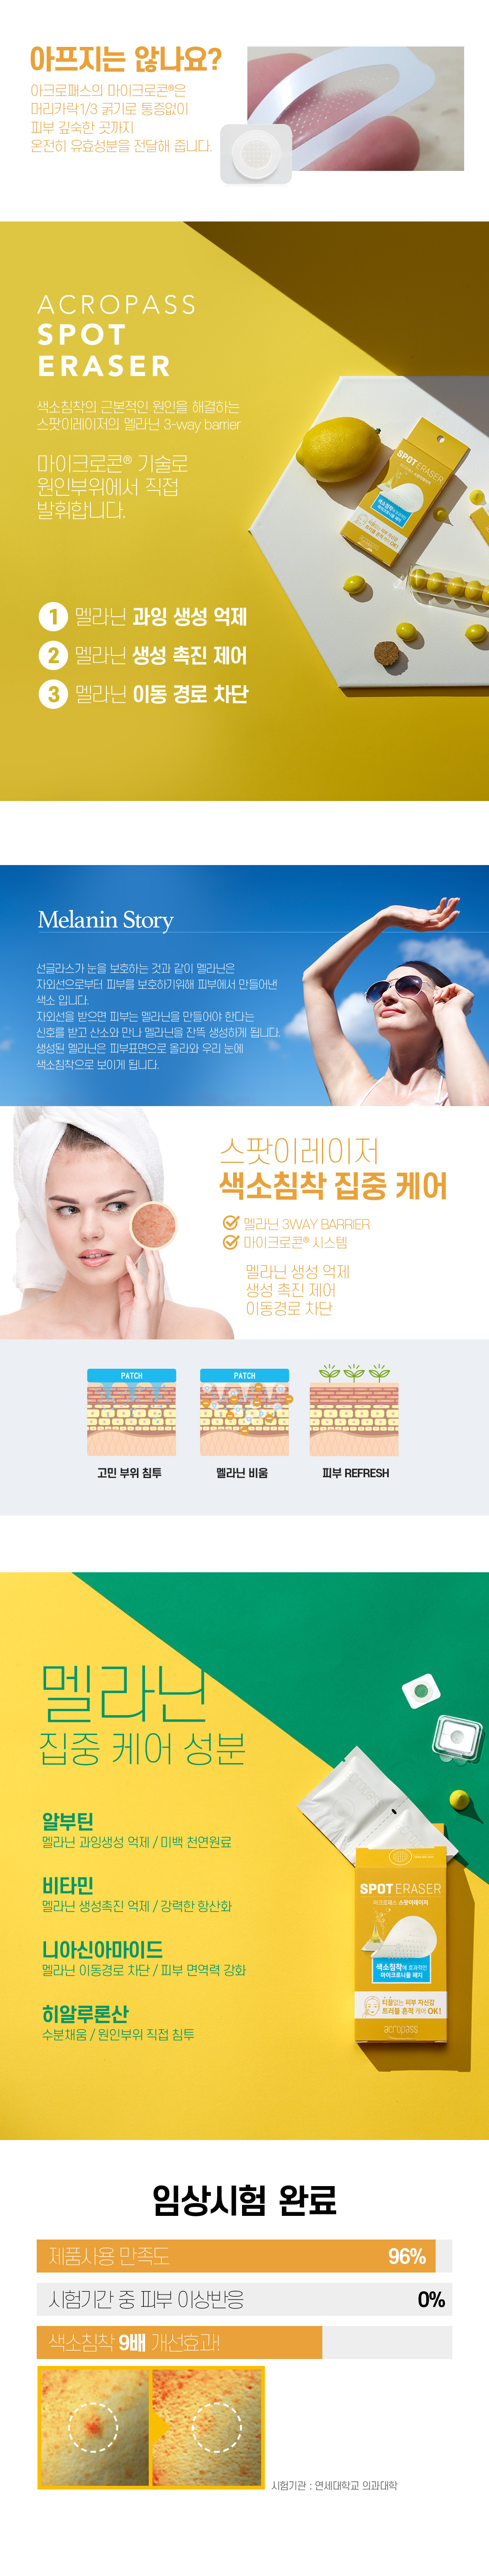 아프지는 않나요?
아크로패스의 마이크로콘®은
머리카락1/3 굵기로 통증없이
피부 깊숙한 곳까지
온전히 유효성분을 전달해 줍니다.
ACROPASS
SPOT
ERASER
색소침착의 근본적인 원인을 해결하는
스팟이레이저의 멜라닌 3-way barrier
마이크로콘® 기술로
원인부위에서 직접
발휘합니다.
SPOT ERASER
1 멜라닌 과잉 생성 억제
2 멜라닌 생성 촉진 제어
3 멜라닌 이동 경로 차단
Melanin Story
선글라스가 눈을 보호하는 것과 같이 멜라닌은
자외선으로부터 피부를 보호하기위해 피부에서 만들어낸
색소 입니다.
자외선을 받으면 피부는 멜라닌을 만들어야 한다는
신호를 받고 산소와 만나 멜라닌을 잔뜩 생성하게 됩니다.
생성된 멜라닌은 피부표면으로 올라와 우리 눈에
색소침착으로 보이게 됩니다.
스팟이레이저
색소침착 집중 케어
멜라닌 3WAY BARRIER
마이크로콘® 시스템
멜라닌 생성 억제
생성 촉진 제어
이동경로 차단
PATCH PATCH
고민 부위 침투 멜라닌 비움 피부 REFRESH
멜라닌
집중 케어 성분
알부틴
멜라닌 과잉생성 억제 / 미백 천연원료
비타민
멜라닌 생성촉진 억제 / 강력한 항산화
니아신아마이드
멜라닌 이동경로 차단 / 피부 면역력 강화
히알루론산
수분채움 / 원인부위 직접 침투
SPOT ERASER
아크로패스 스팟이레이저
색소침착에 효과적인
마이크로니들 패치
티끌없는 피부 자신감
트러블 흔적 케어 OK!
acropass
임상시험 완료
제품사용 만족도 96%
시험기간 중 피부 이상반응 0%
색소침착 9배 개선효과!
시험기관 : 연세대학교 의과대학